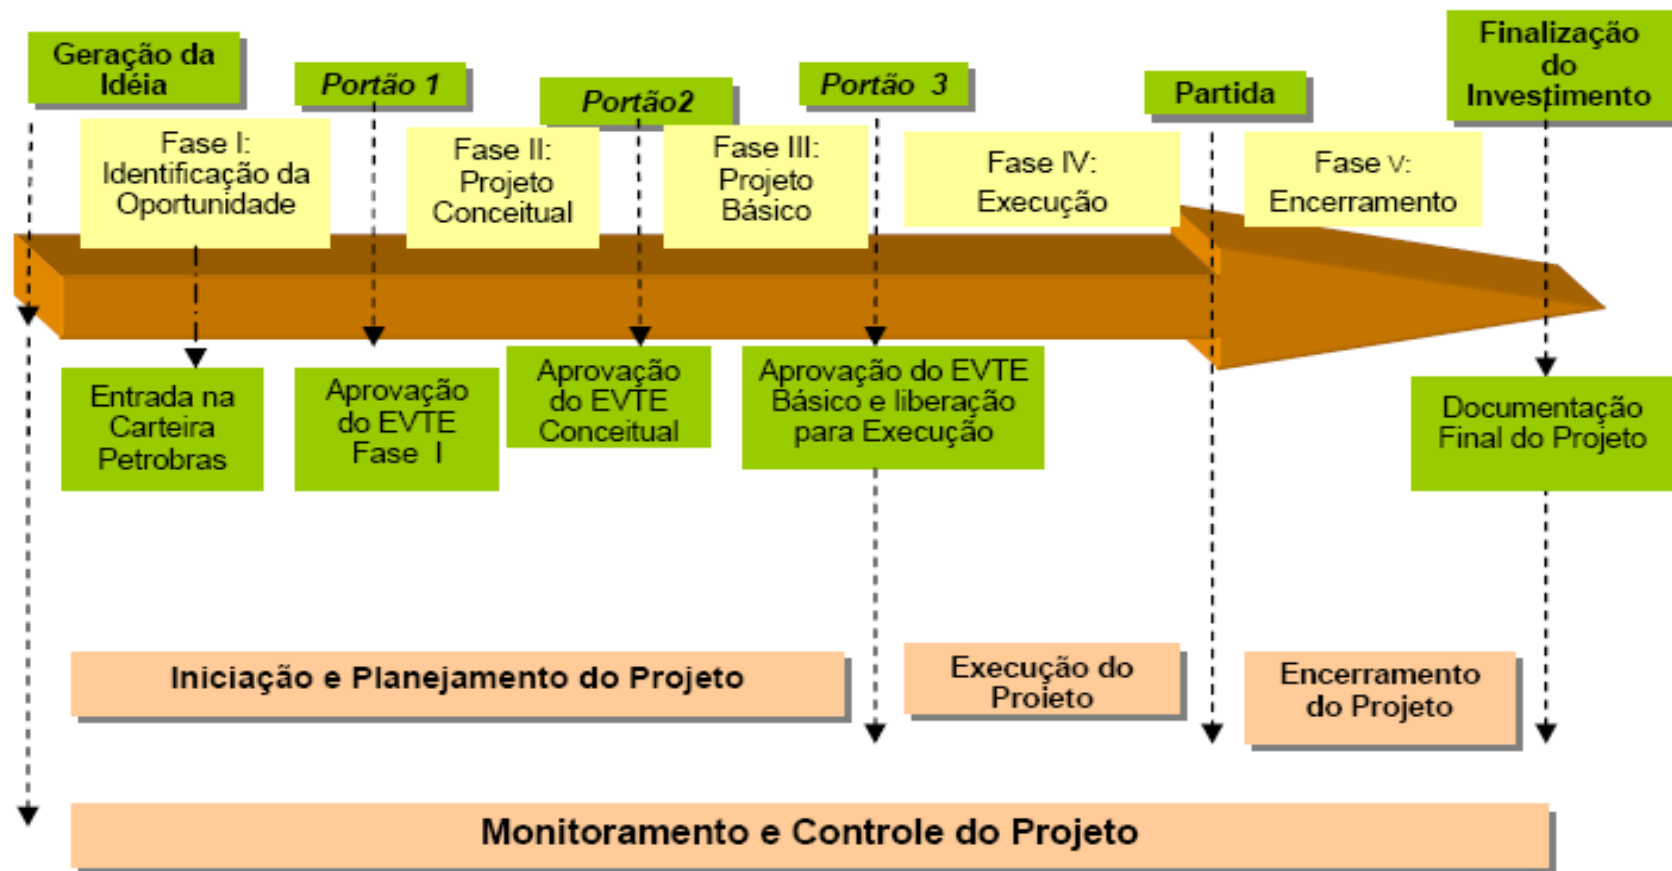 Geração da
Idéia
Portão 1
Portão2
Portão 3
Partida
Finalização
do
Investimento
Fase I:
Identificação da
Oportunidade
Fase II:
Projeto
Conceitual
Fase III:
Projeto
Básico
Fase IV:
Execução
Fase V:
Encerramento
Entrada na
Carteira
Petrobras
Aprovação
do EVTE
Fase I
Aprovação
do EVTE
Conceitual
Aprovação do EVTE
Básico e liberação
para Execução
Documentação
Final do Projeto
Iniciação e Planejamento do Projeto
Execução do
Projeto
Encerramento
do Projeto
Monitoramento e Controle do Projeto